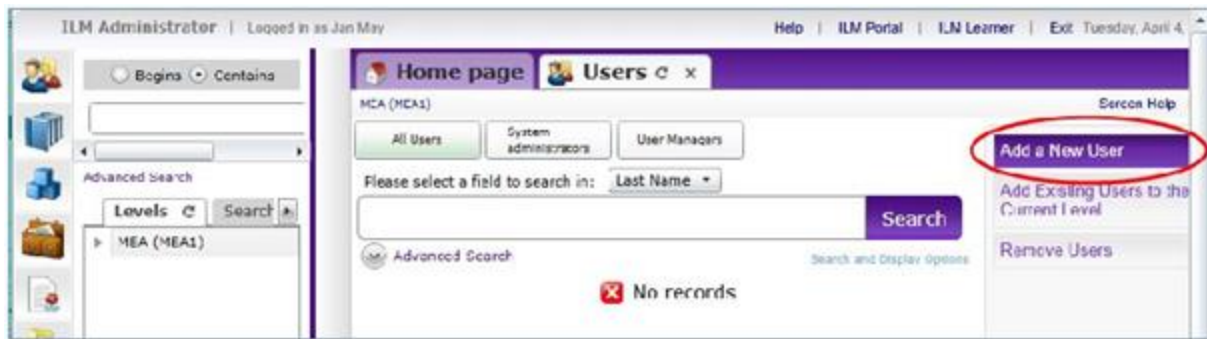 ILM Administrator | Logged in as Jan May
Help | ILM Portal | ILM Learner | Exit Tuesday, April 4,
Begins Contains
Home page Users x
MEA (MEA1)
Screen Help
All Users
System administrators
User Managers
Add a New User
Advanced Search
Please select a field to search in: Last Name
Add Existing Users to the
Current Level
Levels Search
Search
MEA (MEA1)
Advanced Search
Search and Display Options
Remove Users
No records